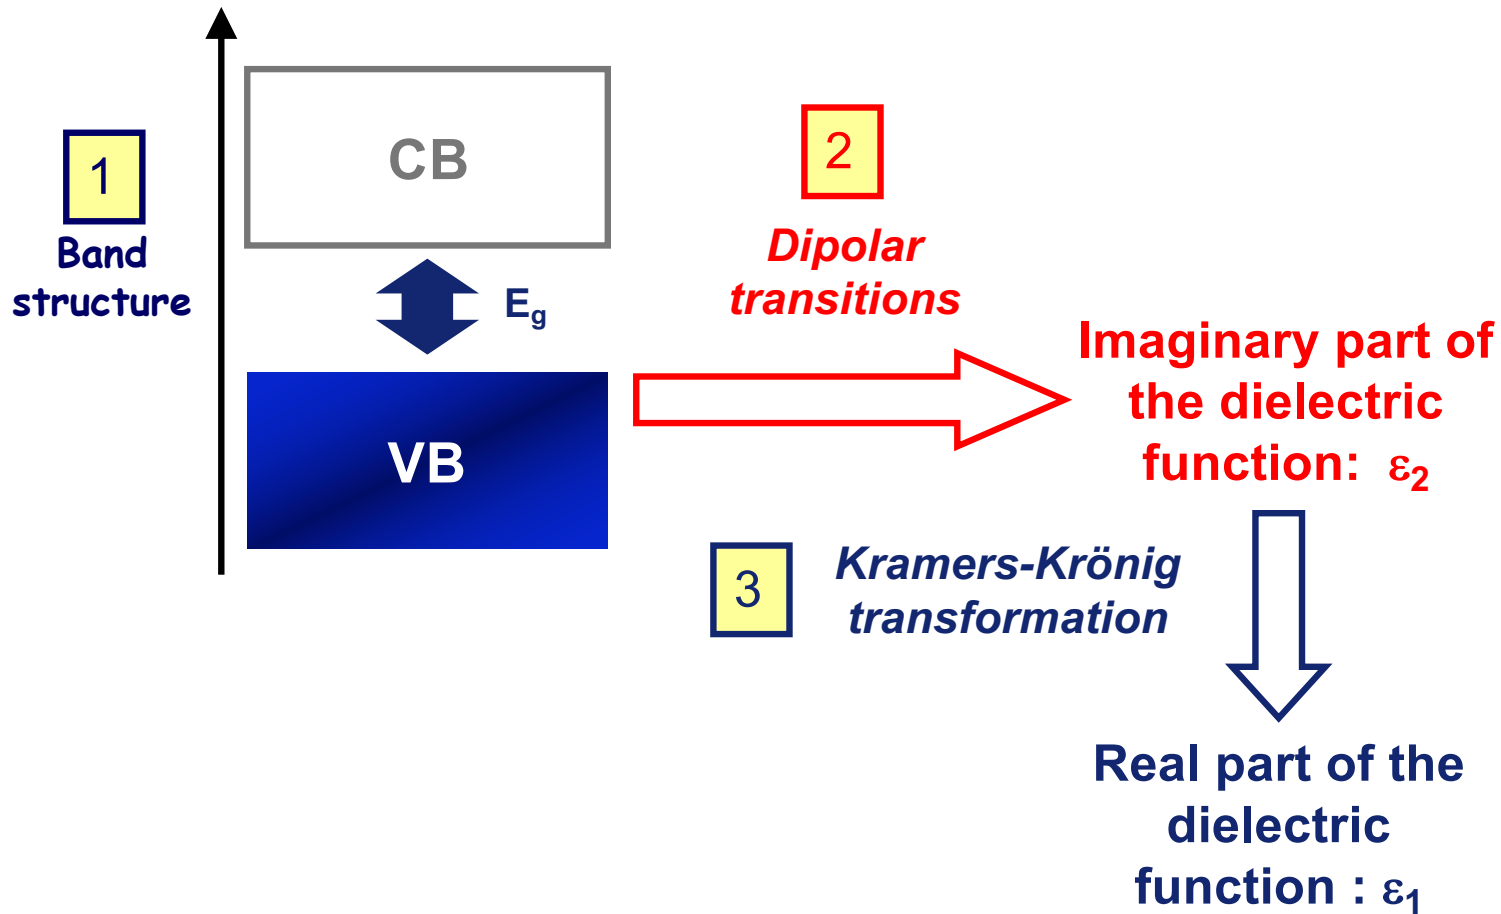 1
Band
structure
CB
E_g
VB
2
Dipolar
transitions
Imaginary part of
the dielectric
function: ε₂
3
Kramers-Krönig
transformation
Real part of the
dielectric
function : ε₁